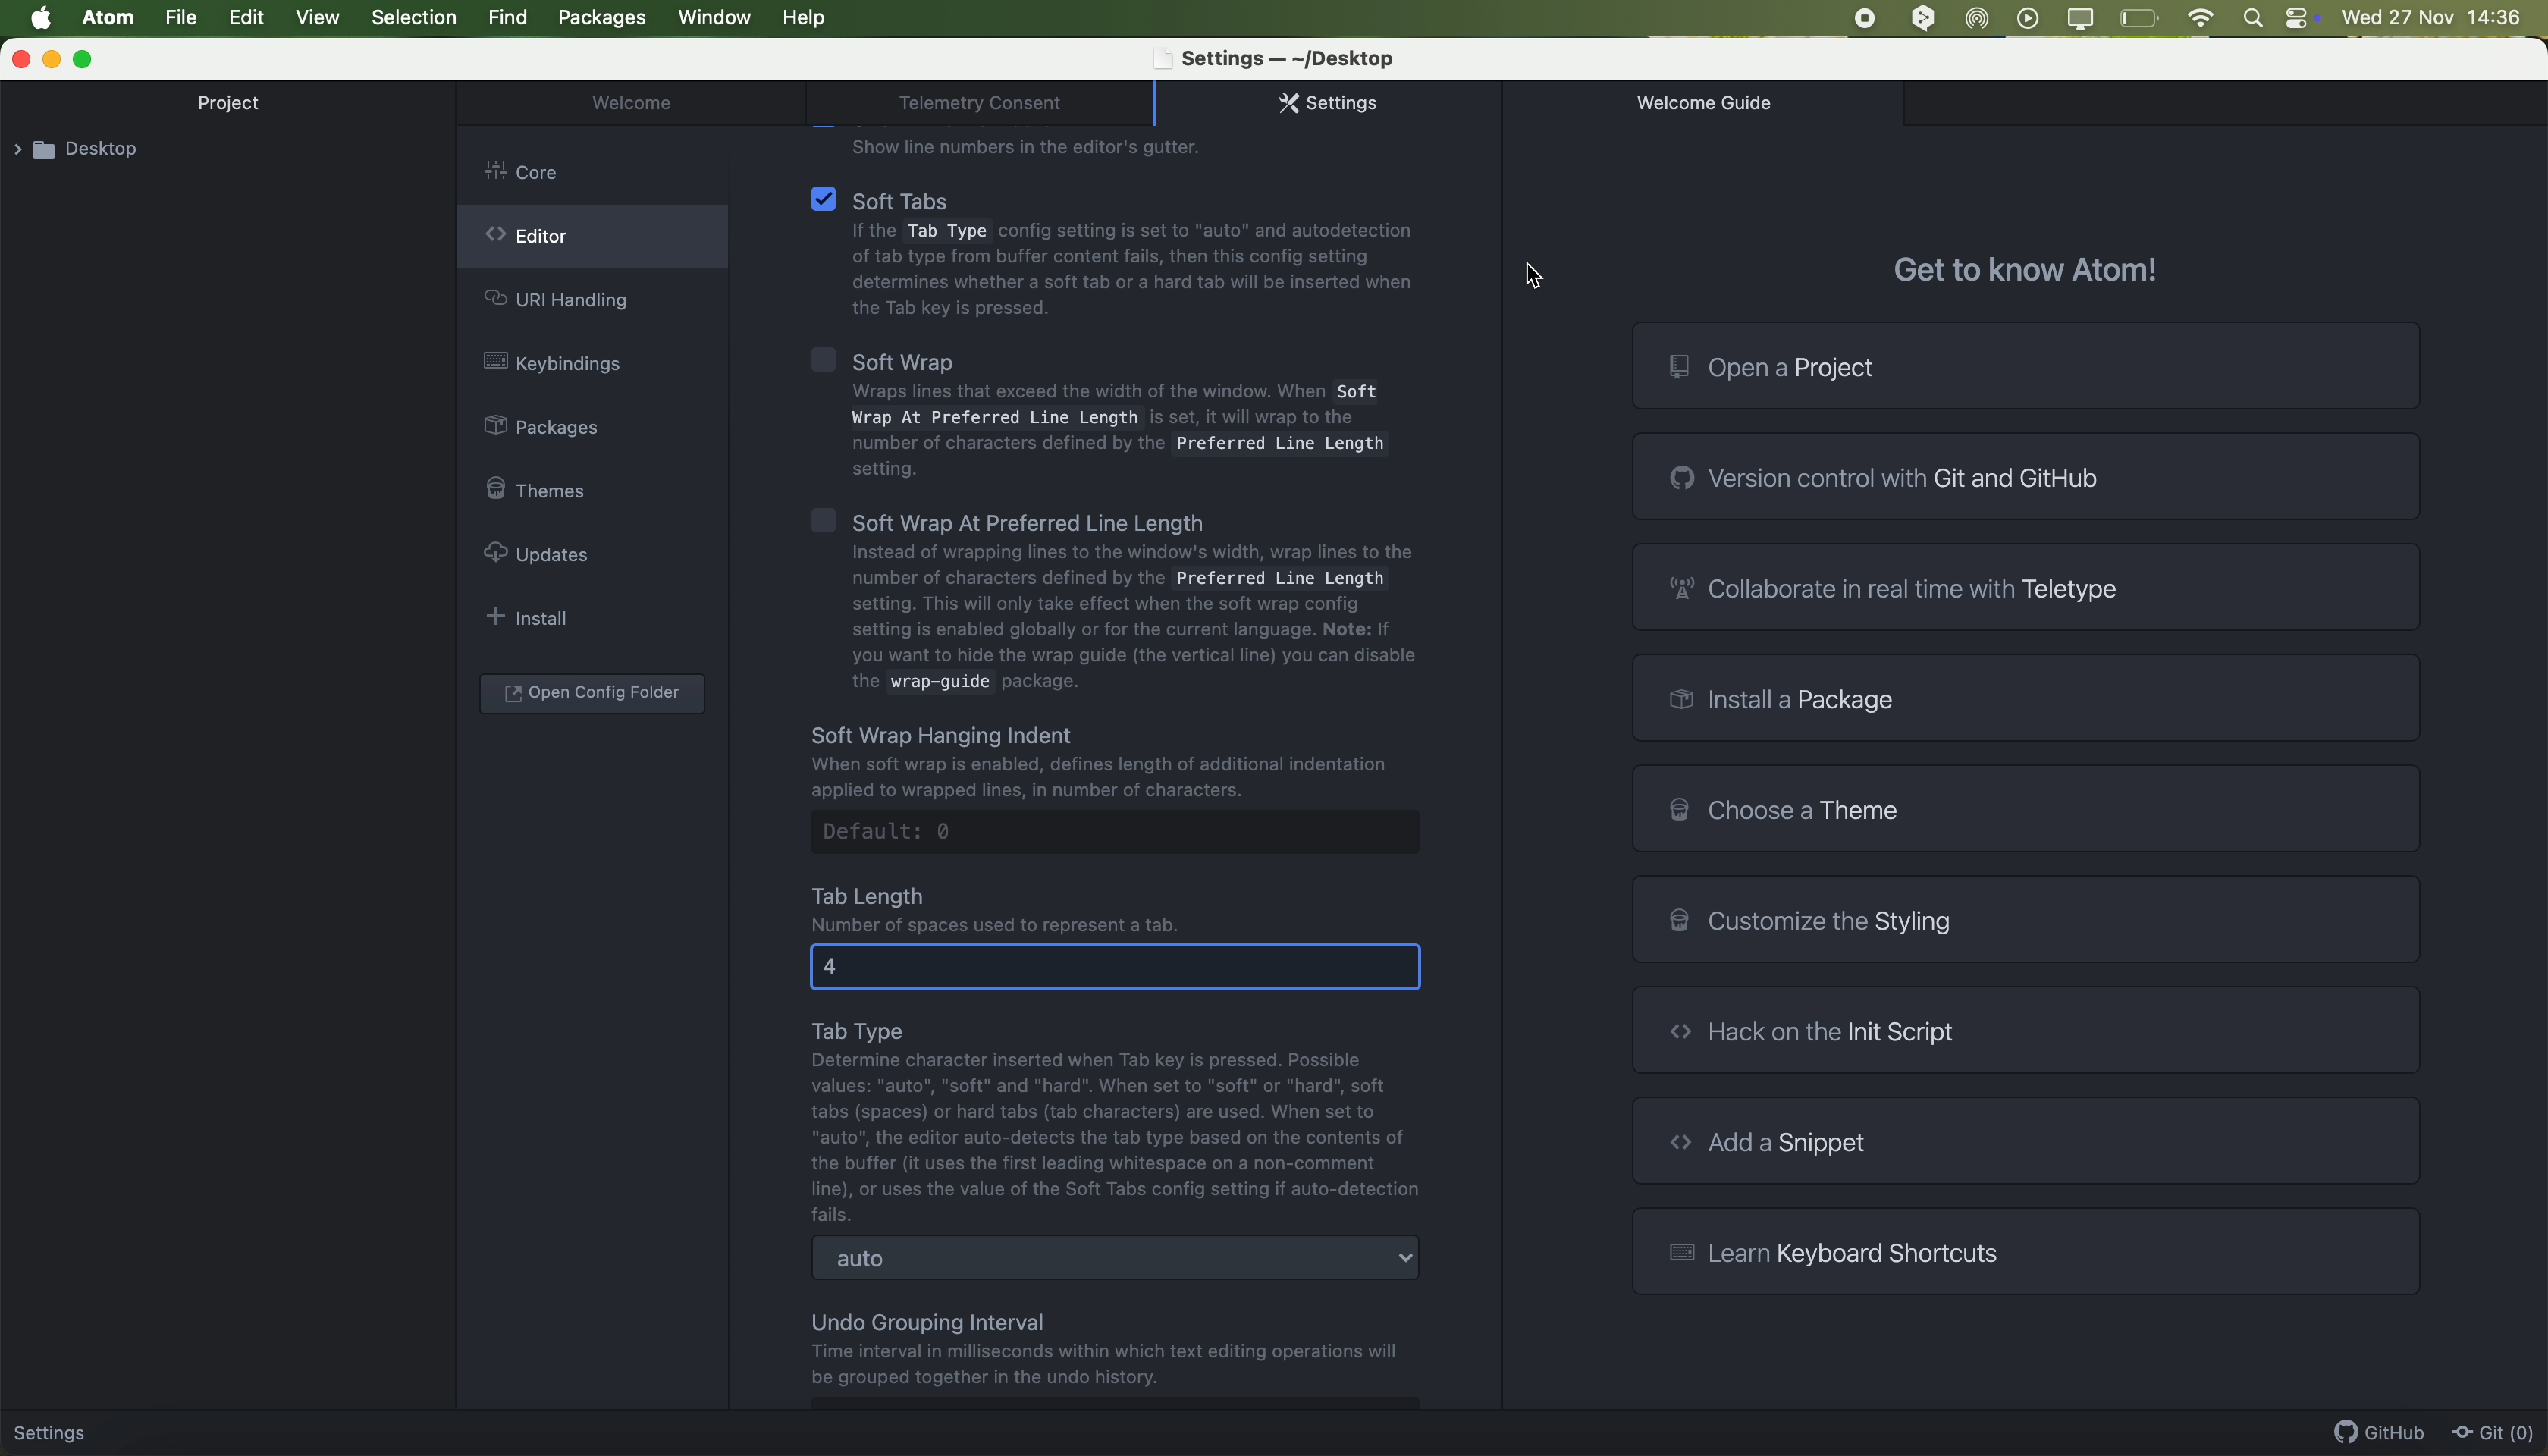 Atom File Edit View Selection Find Packages Window Help Wed 27 Nov 14:36
Settings — ~/Desktop
Project
Desktop
Welcome Telemetry Consent Settings Welcome Guide
Core
Editor
URI Handling
Keybindings
Packages
Themes
Updates
Install
Open Config Folder
Show line numbers in the editor's gutter.
Soft Tabs
If the Tab Type config setting is set to "auto" and autodetection
of tab type from buffer content fails, then this config setting
determines whether a soft tab or a hard tab will be inserted when
the Tab key is pressed.
Soft Wrap
Wraps lines that exceed the width of the window. When Soft
Wrap At Preferred Line Length is set, it will wrap to the
number of characters defined by the Preferred Line Length
setting.
Soft Wrap At Preferred Line Length
Instead of wrapping lines to the window's width, wrap lines to the
number of characters defined by the Preferred Line Length
setting. This will only take effect when the soft wrap config
setting is enabled globally or for the current language. Note: If
you want to hide the wrap guide (the vertical line) you can disable
the wrap-guide package.
Soft Wrap Hanging Indent
When soft wrap is enabled, defines length of additional indentation
applied to wrapped lines, in number of characters.
Default: 0
Tab Length
Number of spaces used to represent a tab.
4
Tab Type
Determine character inserted when Tab key is pressed. Possible
values: "auto", "soft" and "hard". When set to "soft" or "hard", soft
tabs (spaces) or hard tabs (tab characters) are used. When set to
"auto", the editor auto-detects the tab type based on the contents of
the buffer (it uses the first leading whitespace on a non-comment
line), or uses the value of the Soft Tabs config setting if auto-detection
fails.
auto
Undo Grouping Interval
Time interval in milliseconds within which text editing operations will
be grouped together in the undo history.
Get to know Atom!
Open a Project
Version control with Git and GitHub
Collaborate in real time with Teletype
Install a Package
Choose a Theme
Customize the Styling
Hack on the Init Script
Add a Snippet
Learn Keyboard Shortcuts
Settings GitHub Git (0)